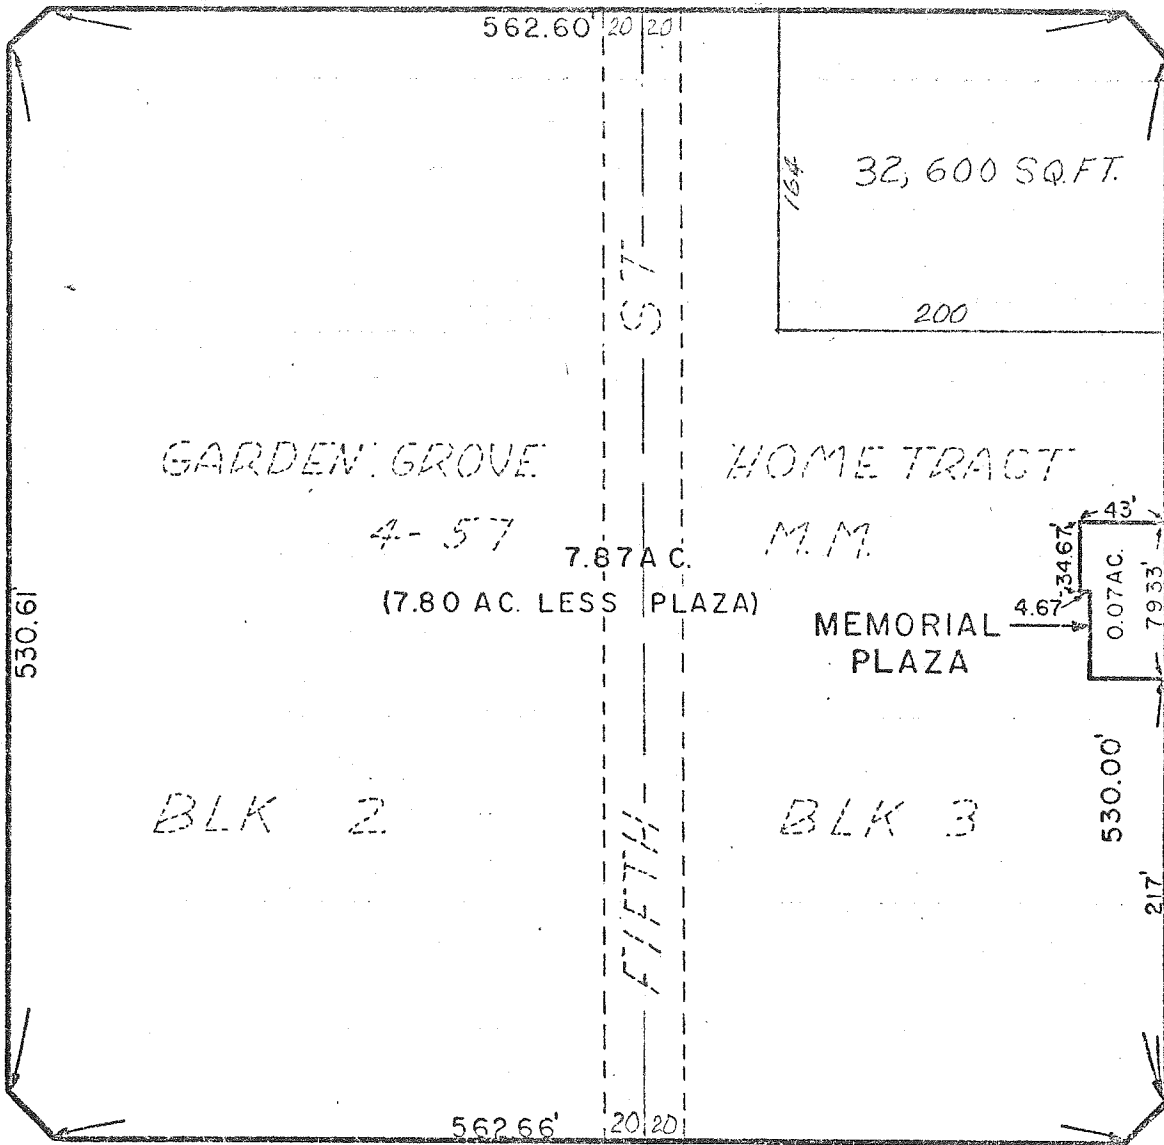 562.60' 20 20
164
32,600 SQ.FT.
200
FIFTH ST
GARDEN GROVE HOME TRACT
4-57 M.M.
7.87 AC.
(7.80 AC. LESS PLAZA)
530.61'
43'
34.67'
4.67'
0.07AC.
79.33'
MEMORIAL
PLAZA
530.00'
217'
BLK 2 BLK 3
562.66' 20 20